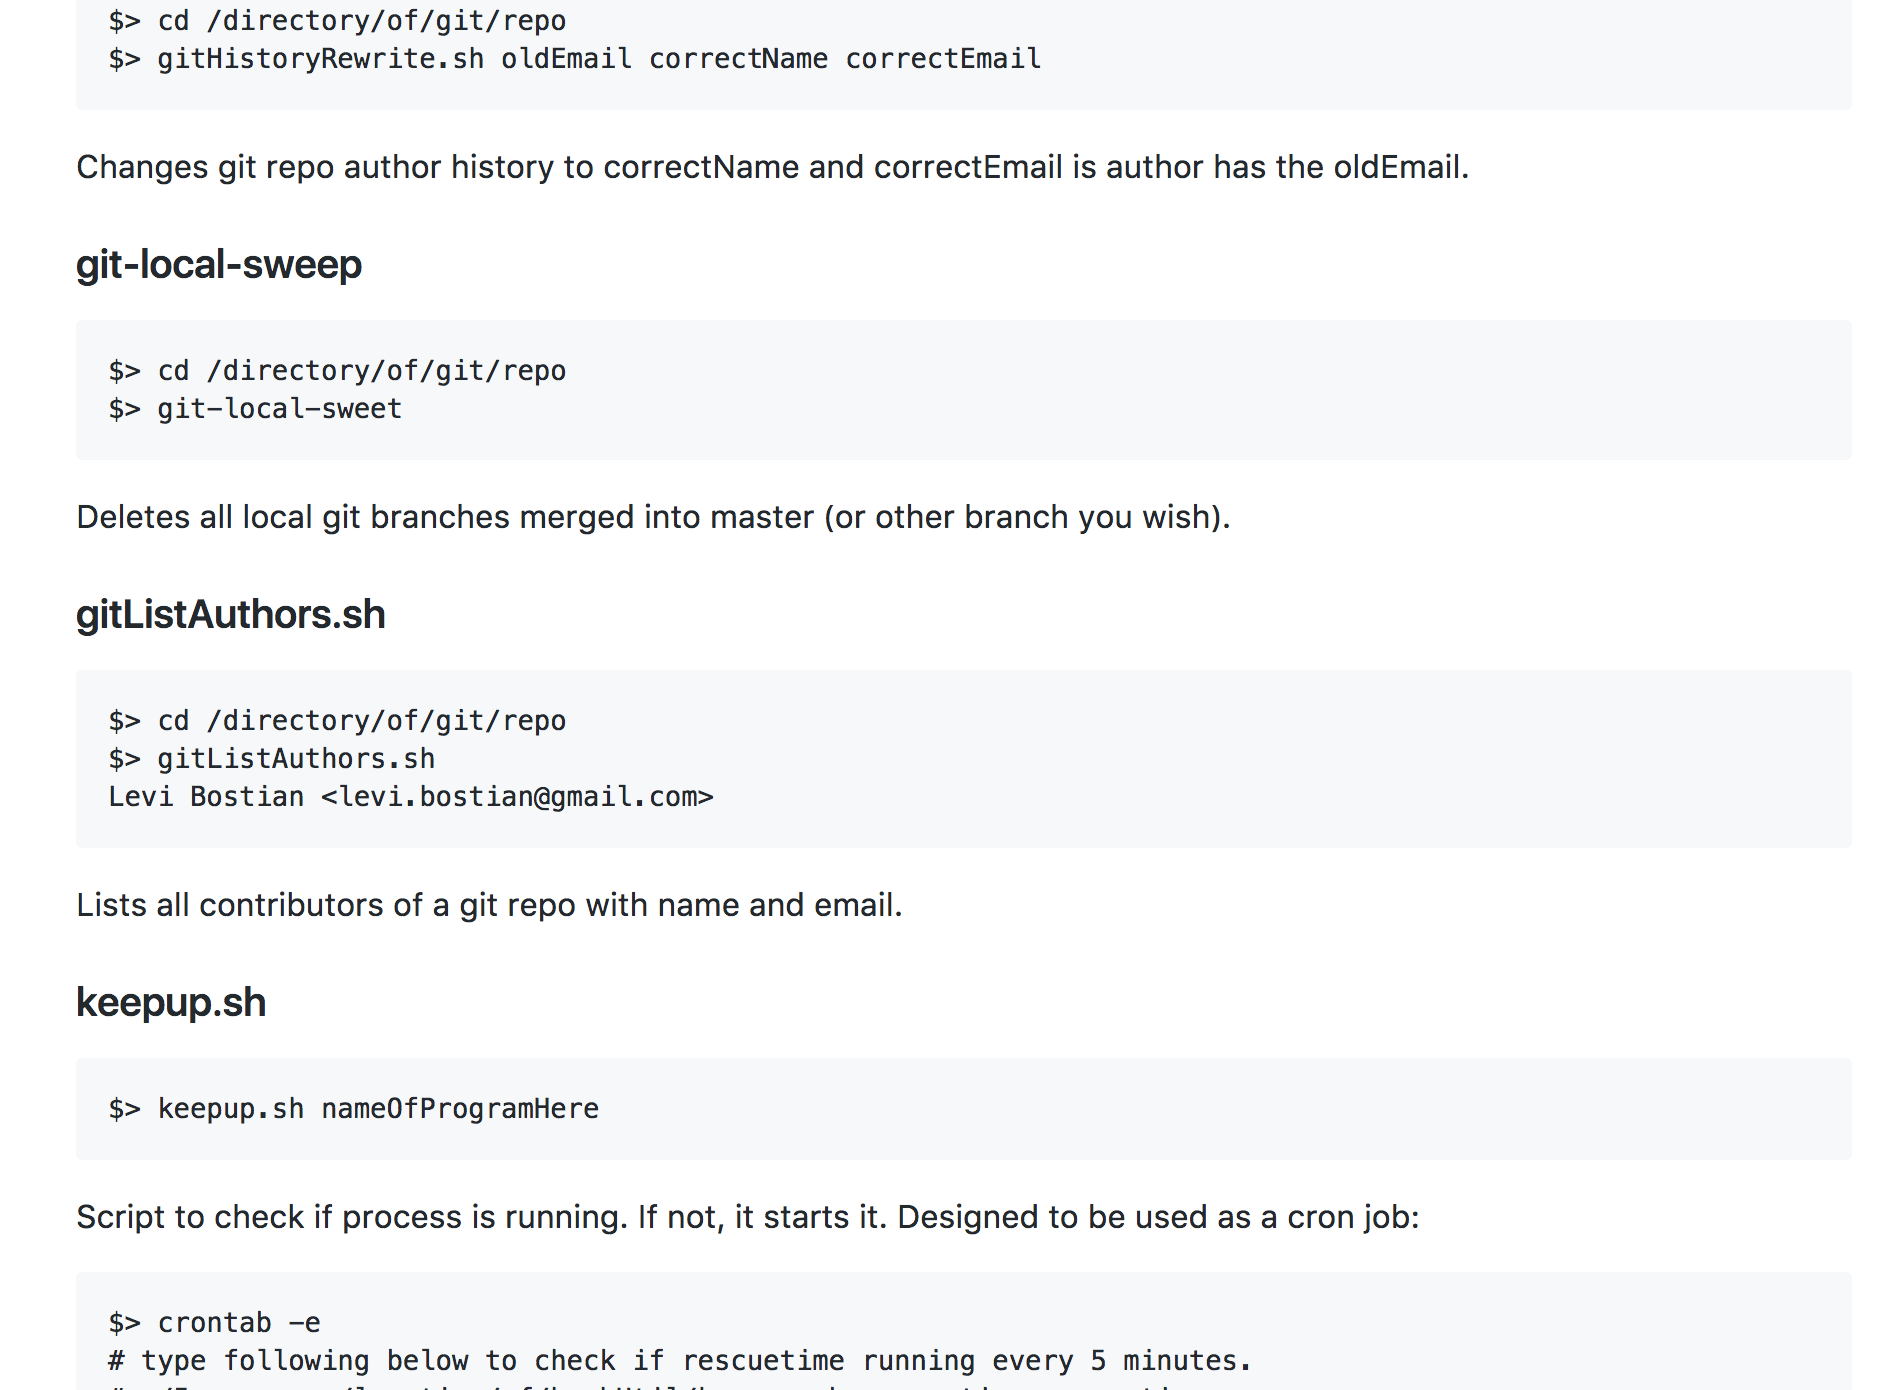 $> cd /directory/of/git/repo
$> gitHistoryRewrite.sh oldEmail correctName correctEmail
Changes git repo author history to correctName and correctEmail is author has the oldEmail.
git-local-sweep
$> cd /directory/of/git/repo
$> git-local-sweet
Deletes all local git branches merged into master (or other branch you wish).
gitListAuthors.sh
$> cd /directory/of/git/repo
$> gitListAuthors.sh
Levi Bostian <levi.bostian@gmail.com>
Lists all contributors of a git repo with name and email.
keepup.sh
$> keepup.sh nameOfProgramHere
Script to check if process is running. If not, it starts it. Designed to be used as a cron job:
$> crontab -e
# type following below to check if rescuetime running every 5 minutes.